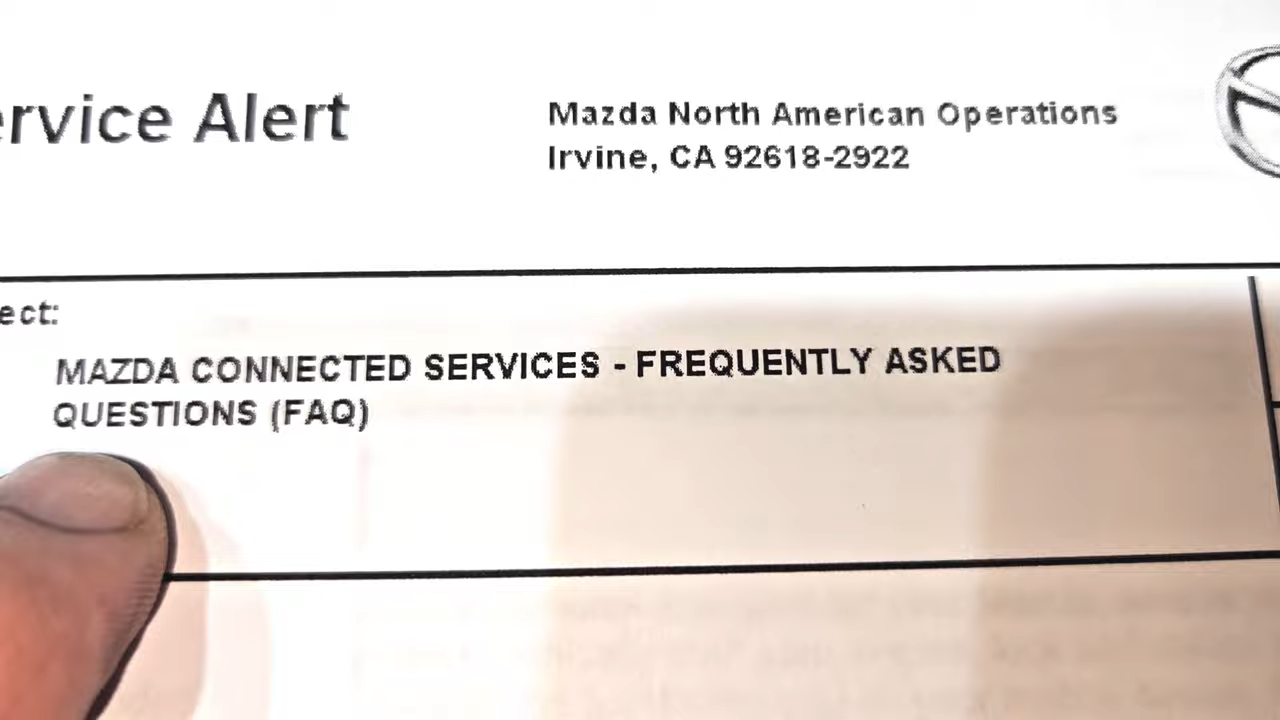 ervice Alert
Mazda North American Operations
Irvine, CA 92618-2922
ect:
MAZDA CONNECTED SERVICES - FREQUENTLY ASKED
QUESTIONS (FAQ)